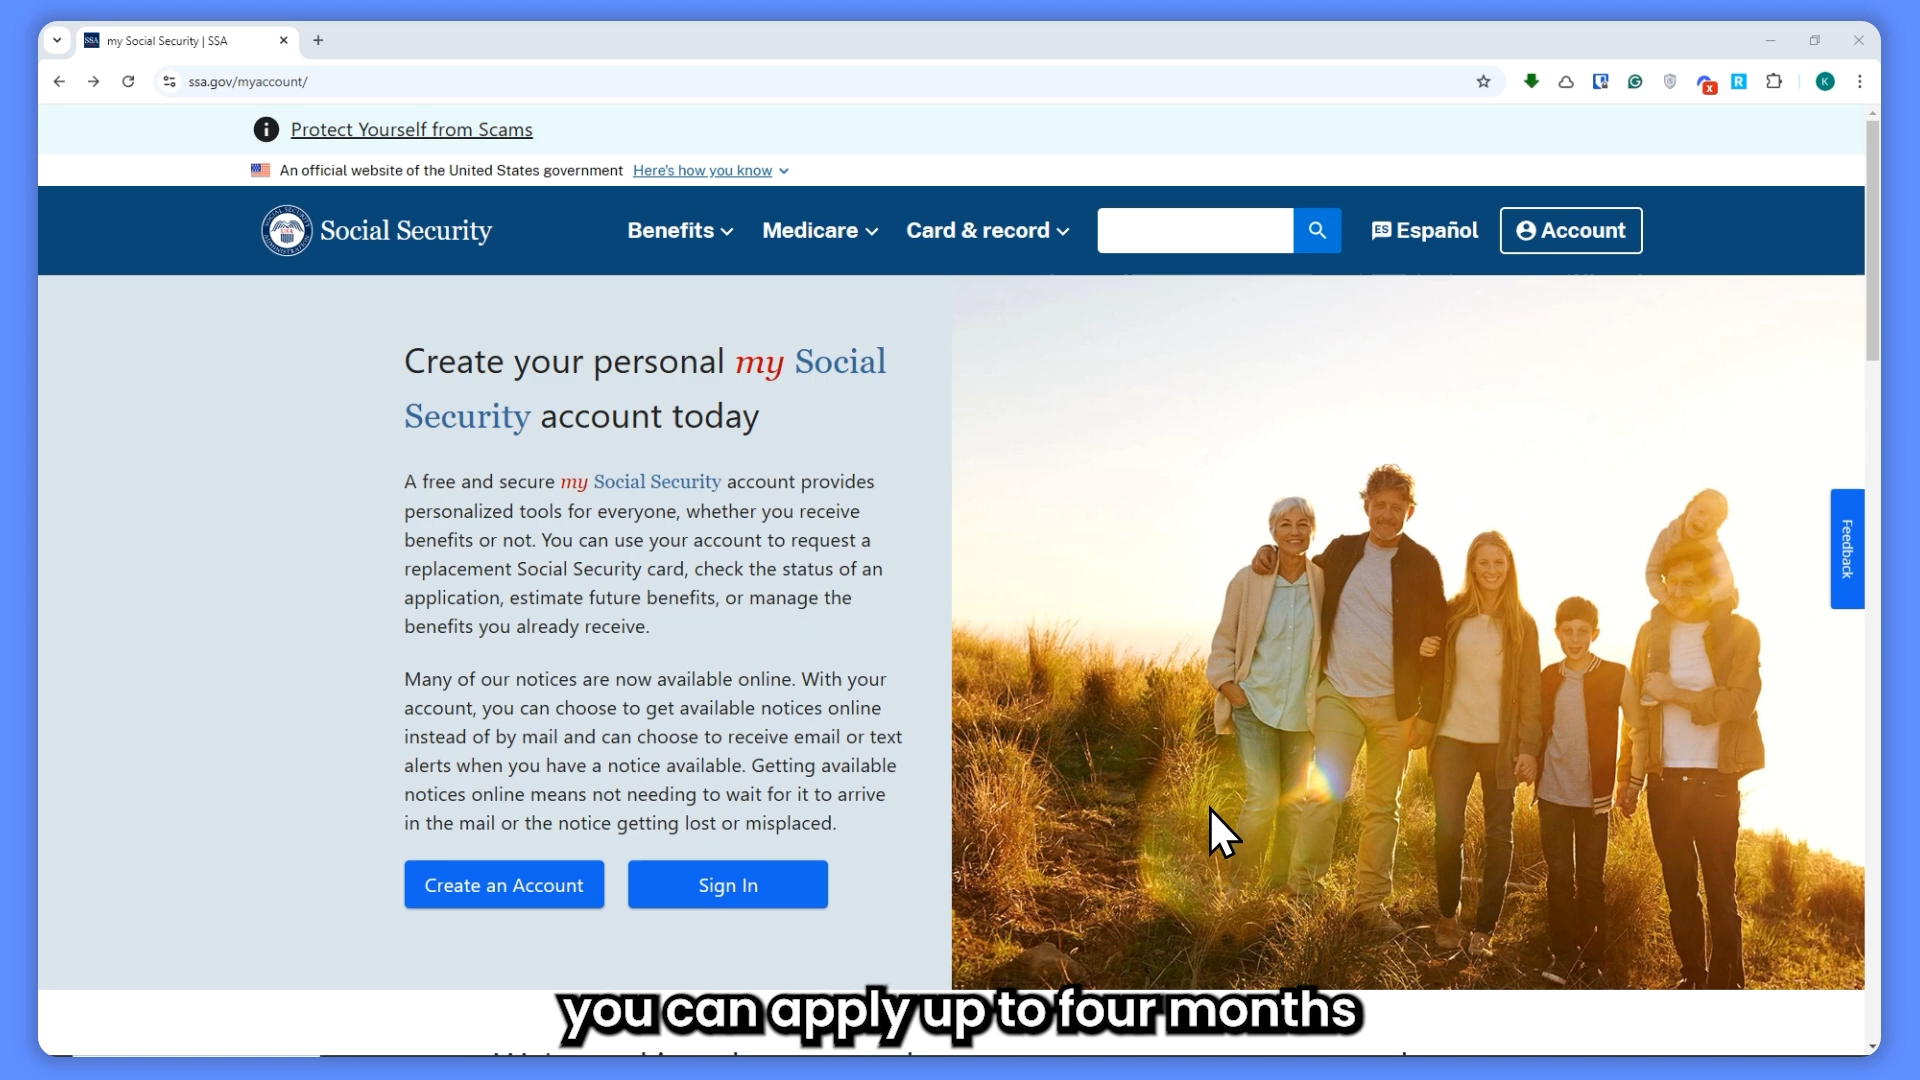 SSA my Social Security | SSA
ssa.gov/myaccount/
R
x
K
i Protect Yourself from Scams
An official website of the United States government Here's how you know
Social Security
Benefits
Medicare
Card & record
ES Español
Account
Create your personal my Social
Security account today
A free and secure my Social Security account provides
personalized tools for everyone, whether you receive
benefits or not. You can use your account to request a
replacement Social Security card, check the status of an
application, estimate future benefits, or manage the
benefits you already receive.
Many of our notices are now available online. With your
account, you can choose to get available notices online
instead of by mail and can choose to receive email or text
alerts when you have a notice available. Getting available
notices online means not needing to wait for it to arrive
in the mail or the notice getting lost or misplaced.
Create an Account
Sign In
Feedback
you can apply up to four months